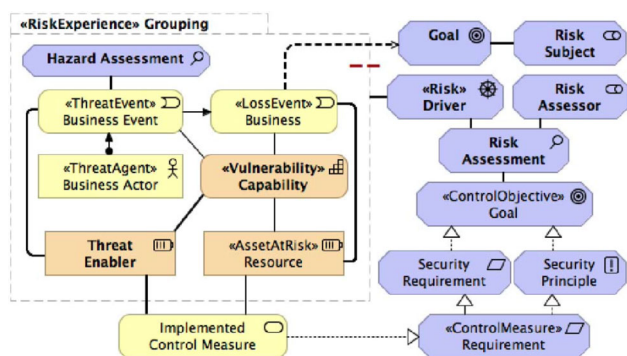 «RiskExperience» Grouping
Hazard Assessment
«ThreatEvent»
Business Event
«LossEvent»
Business
«ThreatAgent»
Business Actor
«Vulnerability»
Capability
Threat
Enabler
«AssetAtRisk»
Resource
Implemented
Control Measure
Goal
Risk
Subject
«Risk»
Driver
Risk
Assessor
Risk
Assessment
«ControlObjective»
Goal
Security
Requirement
Security
Principle
«ControlMeasure»
Requirement